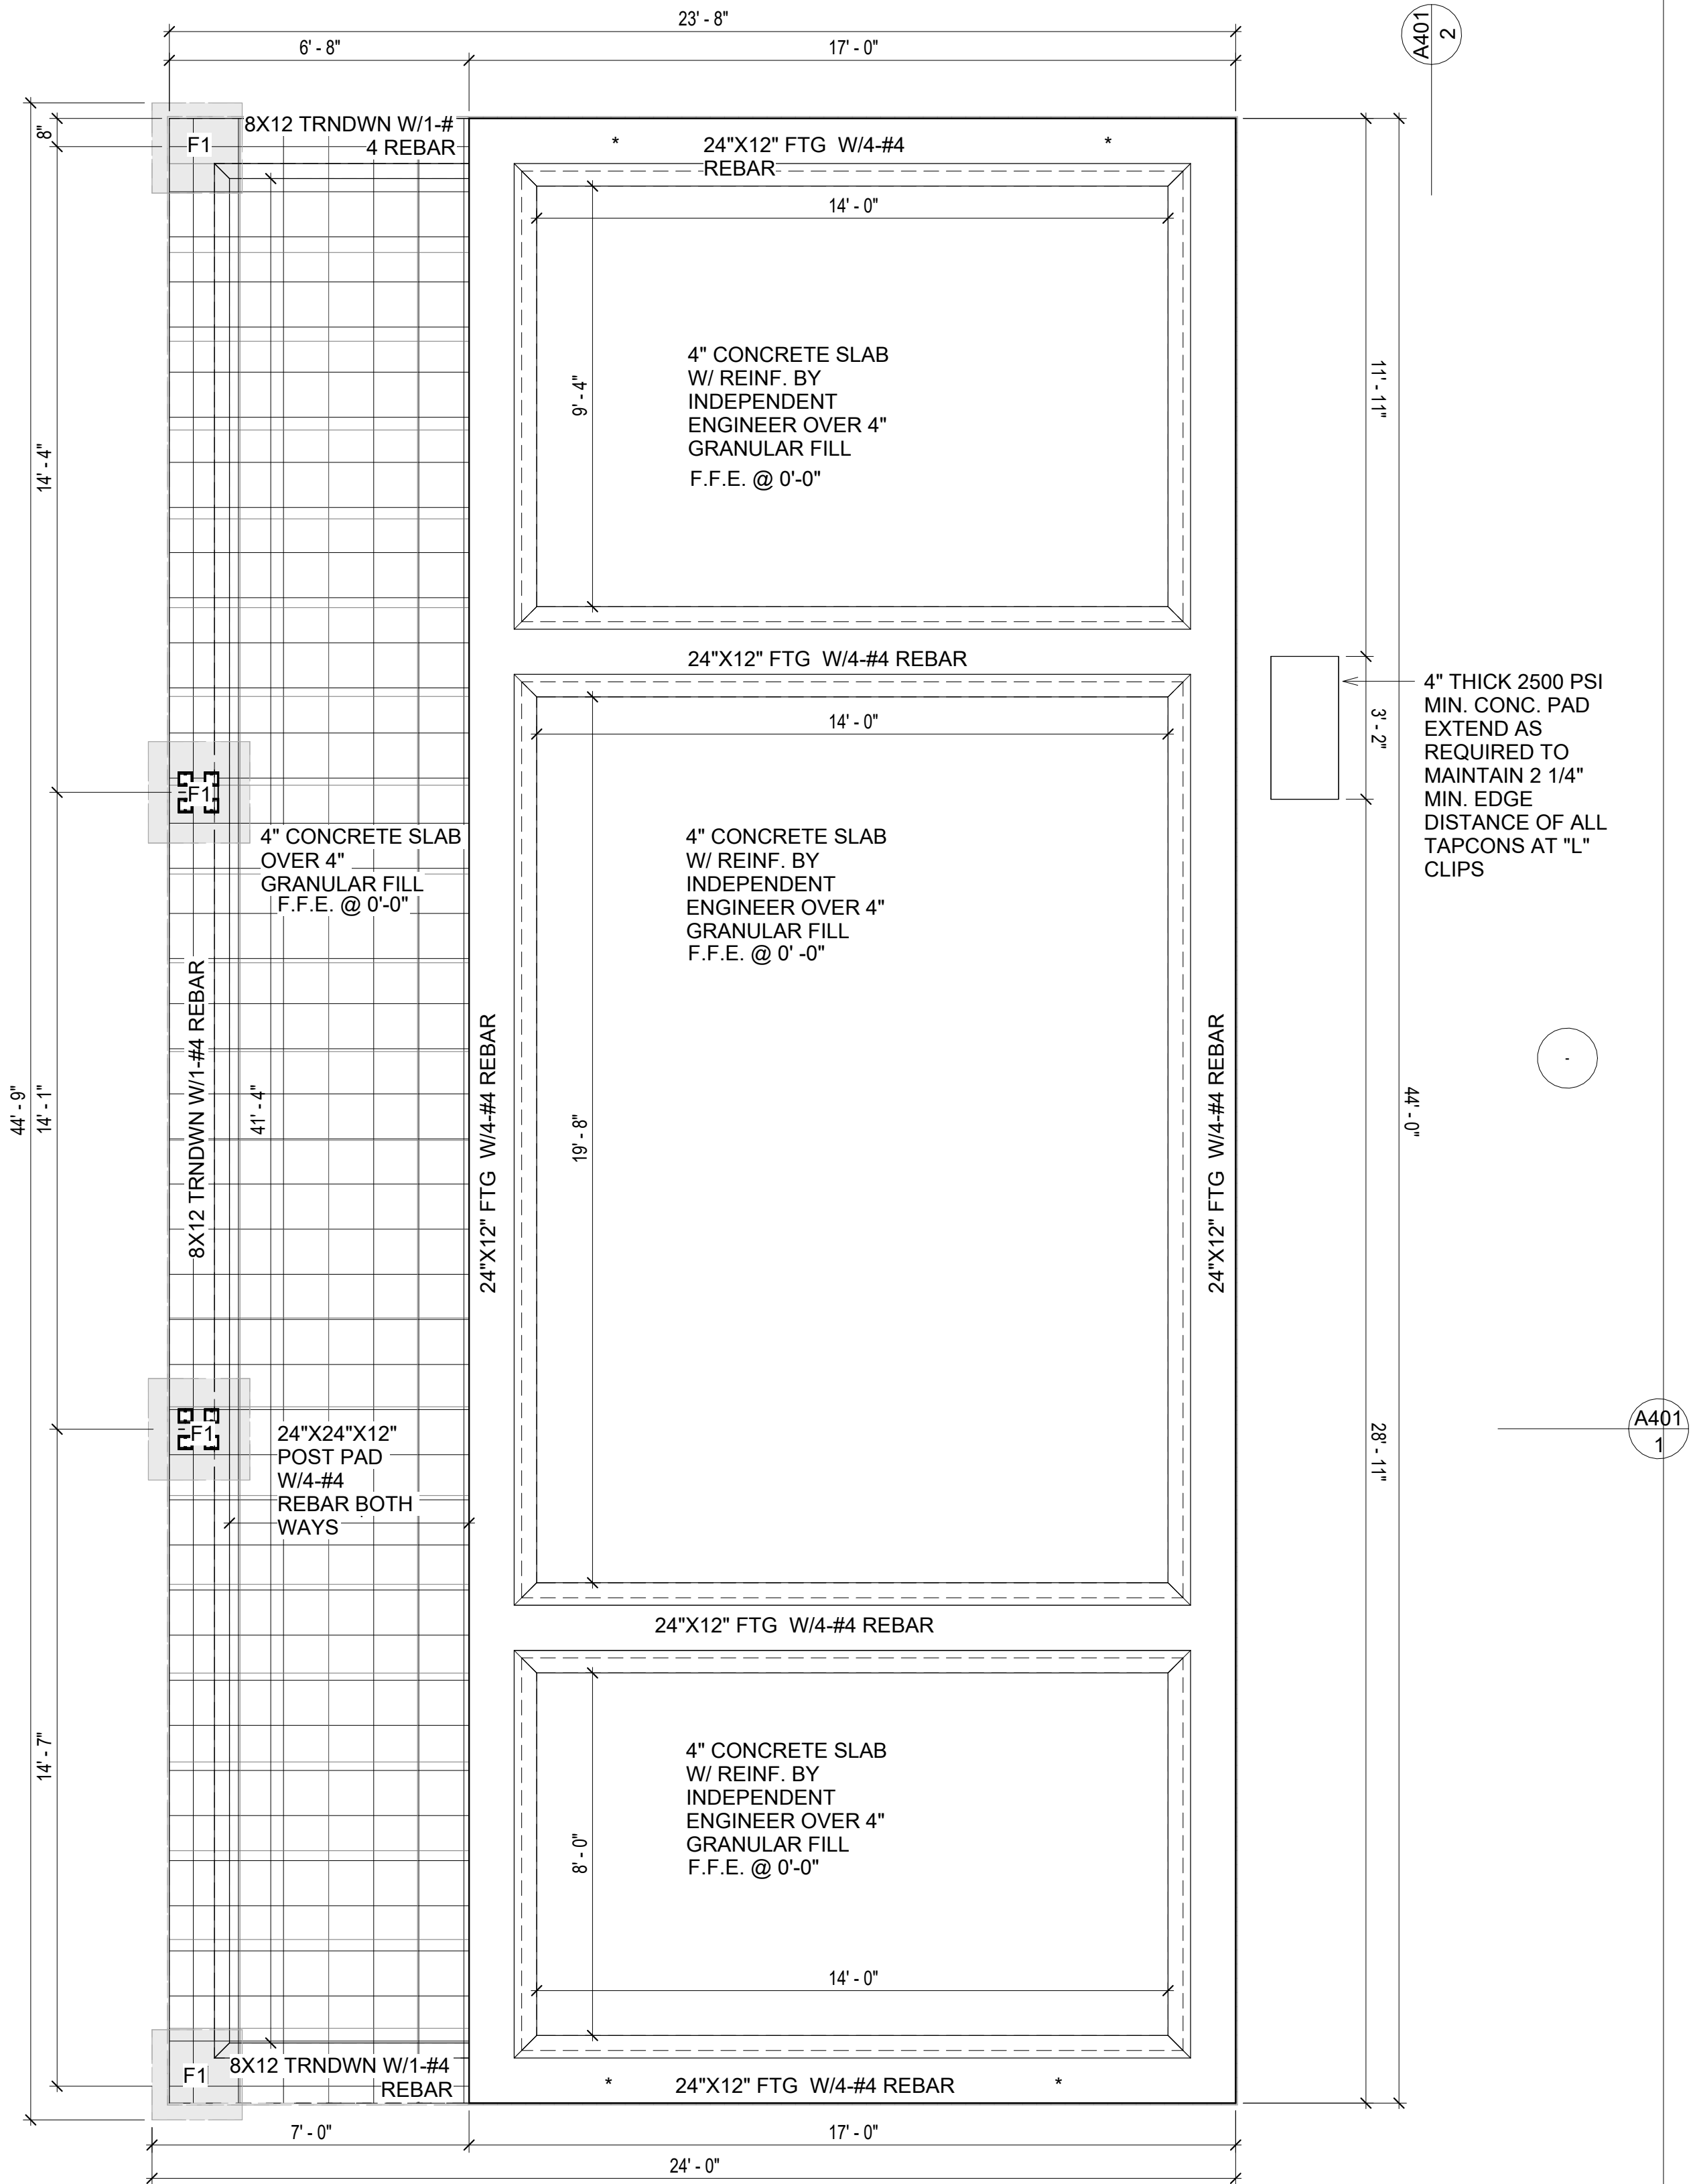 23' - 8"
6' - 8"
17' - 0"
A401
2
8"
F1
8X12 TRNDWN W/1-#
4 REBAR
*
24"X12" FTG W/4-#4
REBAR
*
14' - 0"
9' - 4"
4" CONCRETE SLAB
W/ REINF. BY
INDEPENDENT
ENGINEER OVER 4"
GRANULAR FILL
F.F.E. @ 0'-0"
11' - 11"
14' - 4"
24"X12" FTG W/4-#4 REBAR
14' - 0"
3' - 2"
4" THICK 2500 PSI
MIN. CONC. PAD
EXTEND AS
REQUIRED TO
MAINTAIN 2 1/4"
MIN. EDGE
DISTANCE OF ALL
TAPCONS AT "L"
CLIPS
F1
4" CONCRETE SLAB
OVER 4"
GRANULAR FILL
F.F.E. @ 0'-0"
4" CONCRETE SLAB
W/ REINF. BY
INDEPENDENT
ENGINEER OVER 4"
GRANULAR FILL
F.F.E. @ 0' -0"
44' - 9"
14' - 1"
8X12 TRNDWN W/1-#4 REBAR
41' - 4"
24"X12" FTG W/4-#4 REBAR
19' - 8"
24"X12" FTG W/4-#4 REBAR
44' - 0"
-
F1
24"X24"X12"
POST PAD
W/4-#4
REBAR BOTH
WAYS
28' - 11"
A401
1
24"X12" FTG W/4-#4 REBAR
14' - 7"
4" CONCRETE SLAB
W/ REINF. BY
INDEPENDENT
ENGINEER OVER 4"
GRANULAR FILL
F.F.E. @ 0'-0"
8' - 0"
14' - 0"
F1
8X12 TRNDWN W/1-#4
REBAR
*
24"X12" FTG W/4-#4 REBAR
*
7' - 0"
17' - 0"
24' - 0"